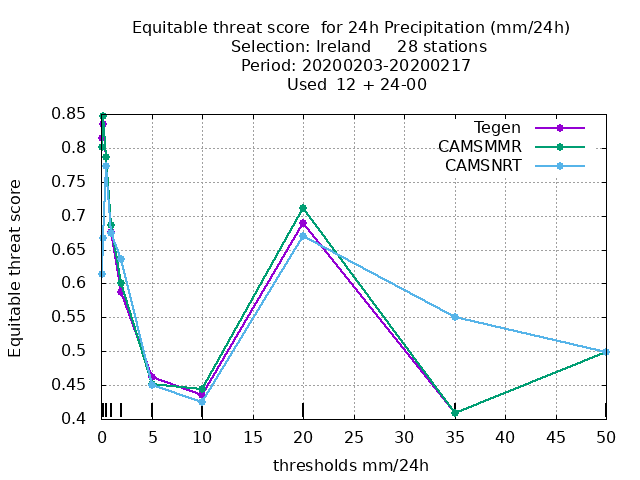 Equitable threat score  for 24h Precipitation (mm/24h)
Selection: Ireland     28 stations
Period: 20200203-20200217
Used  12 + 24-00
Tegen
CAMSMMR
CAMSNRT
0.85
0.8
0.75
0.7
0.65
0.6
0.55
0.5
0.45
0.4
Equitable threat score
0 5 10 15 20 25 30 35 40 45 50
thresholds mm/24h